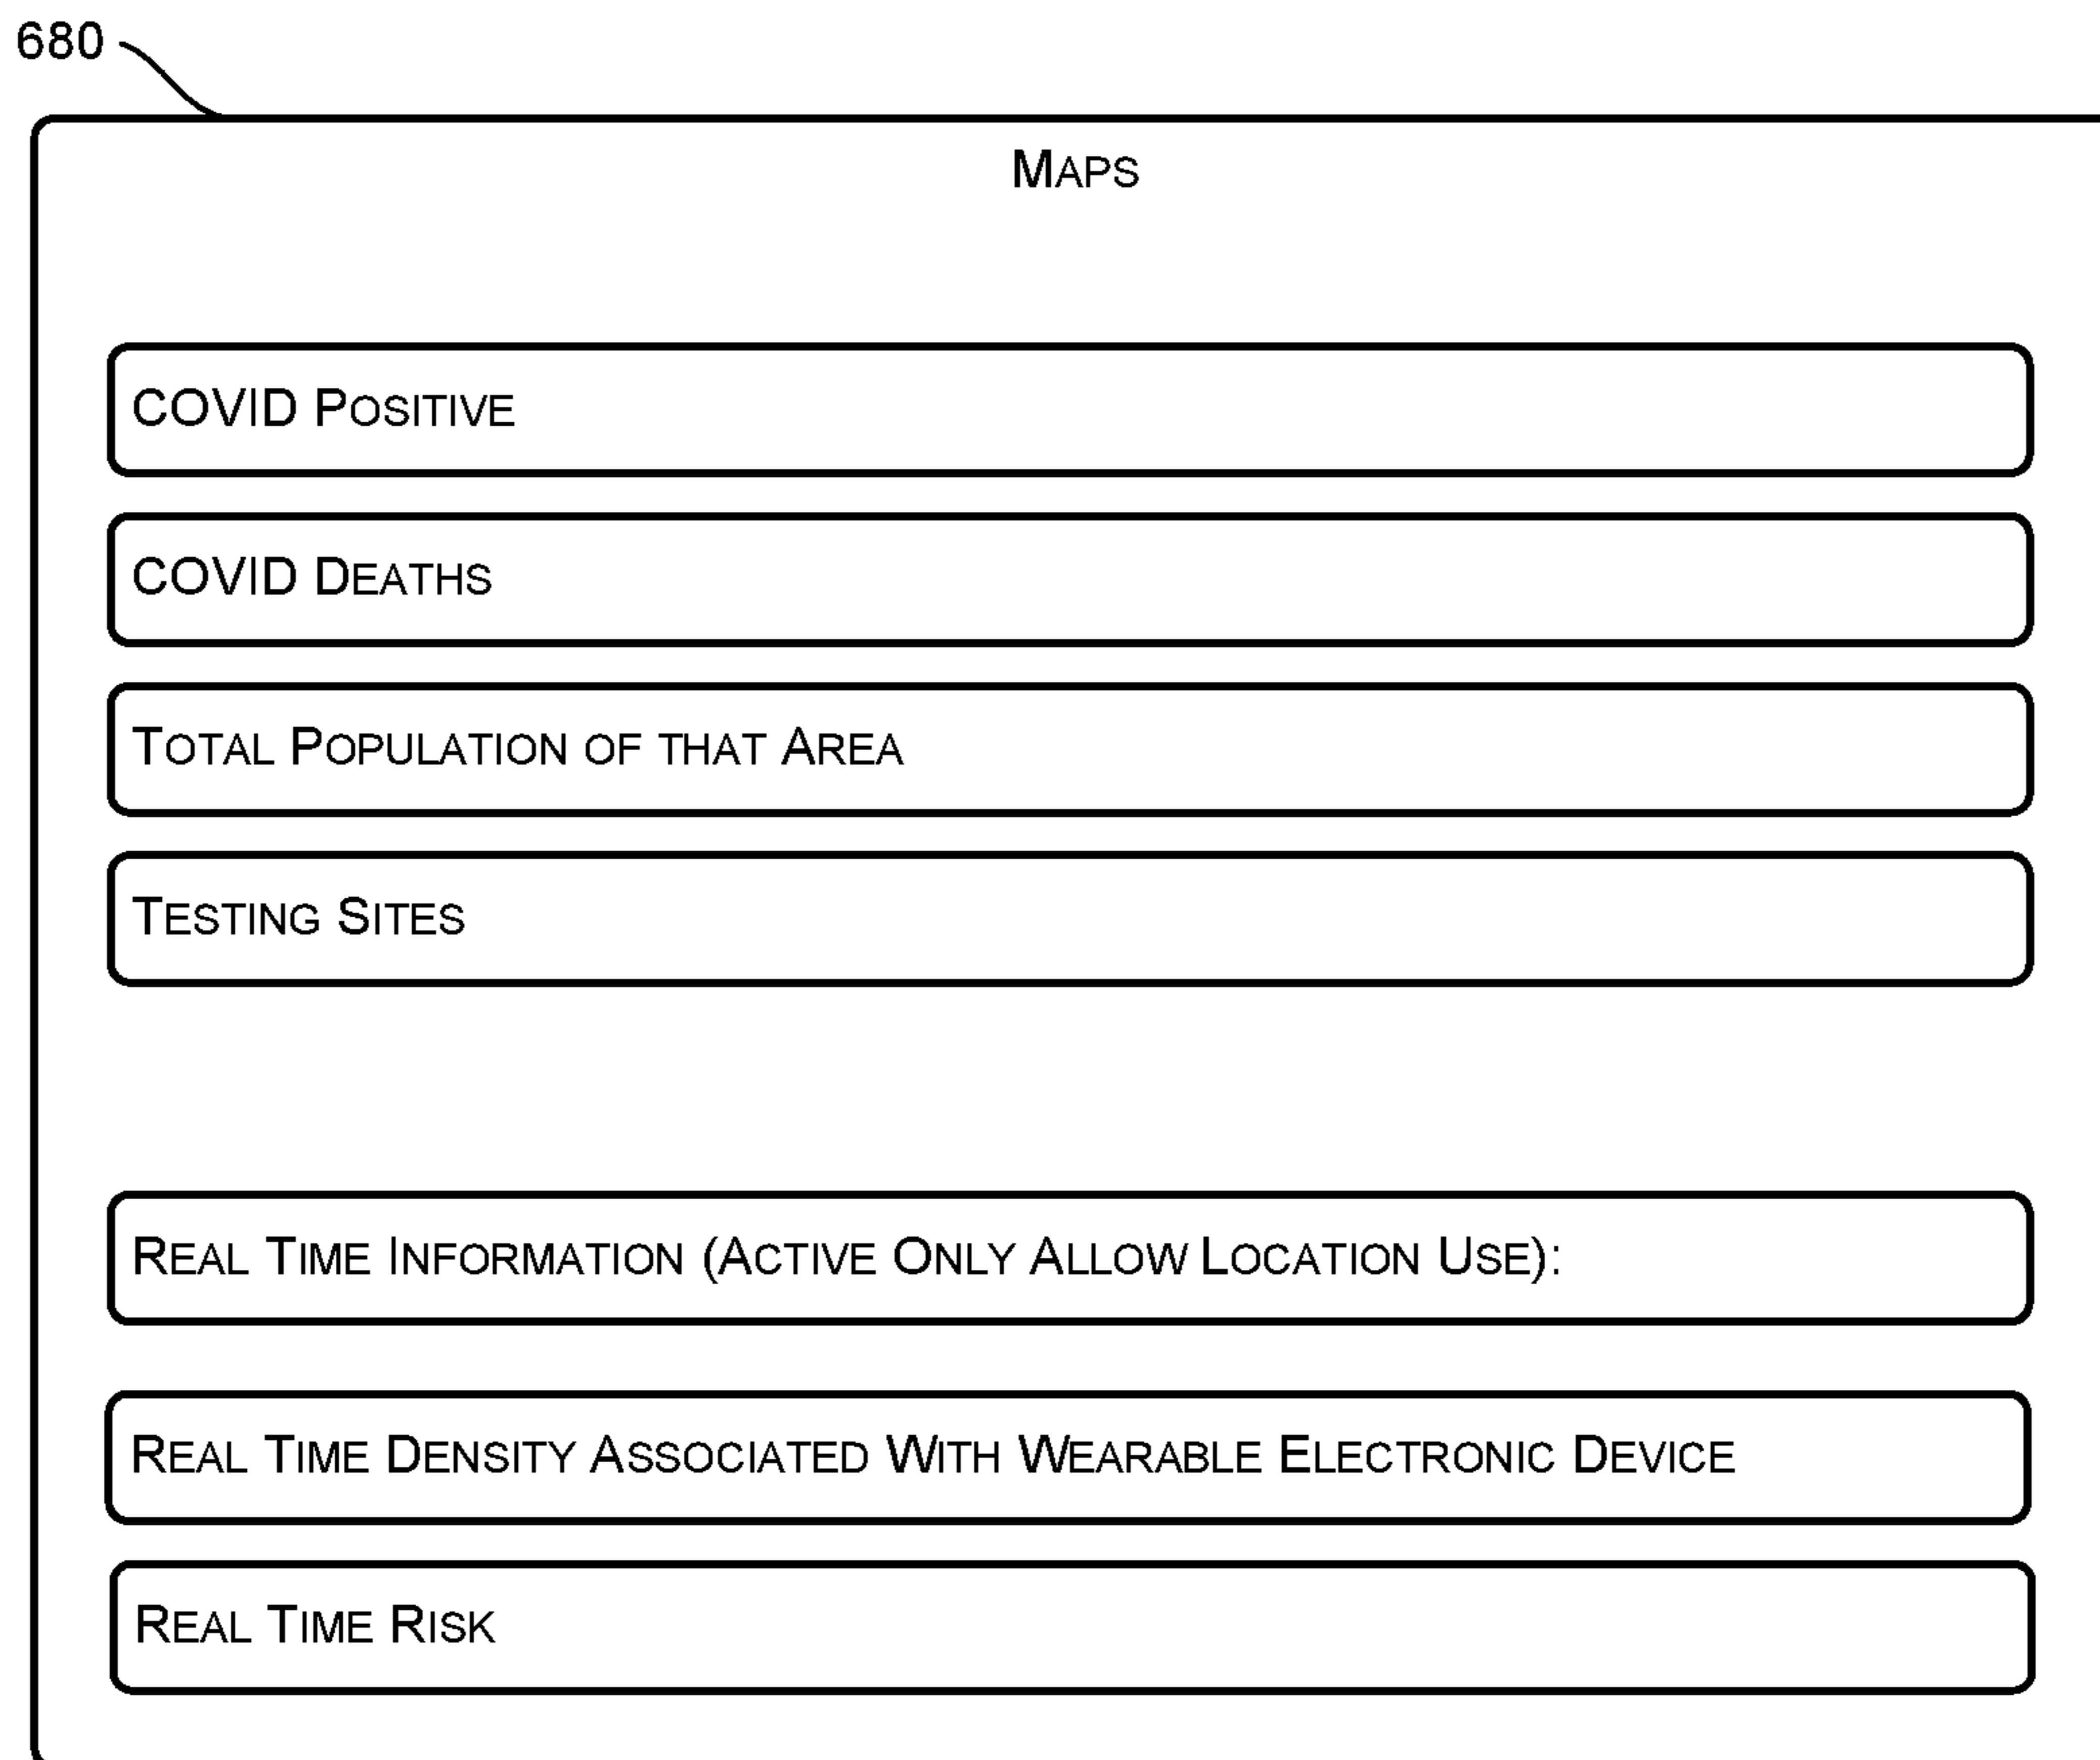 680
MAPS
COVID POSITIVE
COVID DEATHS
TOTAL POPULATION OF THAT AREA
TESTING SITES
REAL TIME INFORMATION (ACTIVE ONLY ALLOW LOCATION USE):
REAL TIME DENSITY ASSOCIATED WITH WEARABLE ELECTRONIC DEVICE
REAL TIME RISK